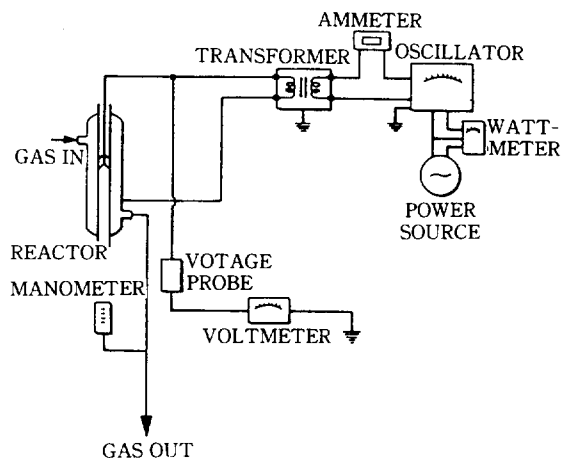 AMMETER
TRANSFORMER
OSCILLATOR
GAS IN
WATT-
METER
POWER
SOURCE
REACTOR
MANOMETER
VOTAGE
PROBE
VOLTMETER
GAS OUT